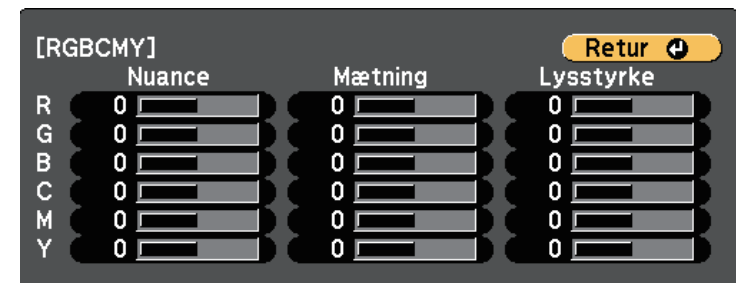 [RGBCMY] Retur
Nuance Mætning Lysstyrke
R 0 0 0
G 0 0 0
B 0 0 0
C 0 0 0
M 0 0 0
Y 0 0 0